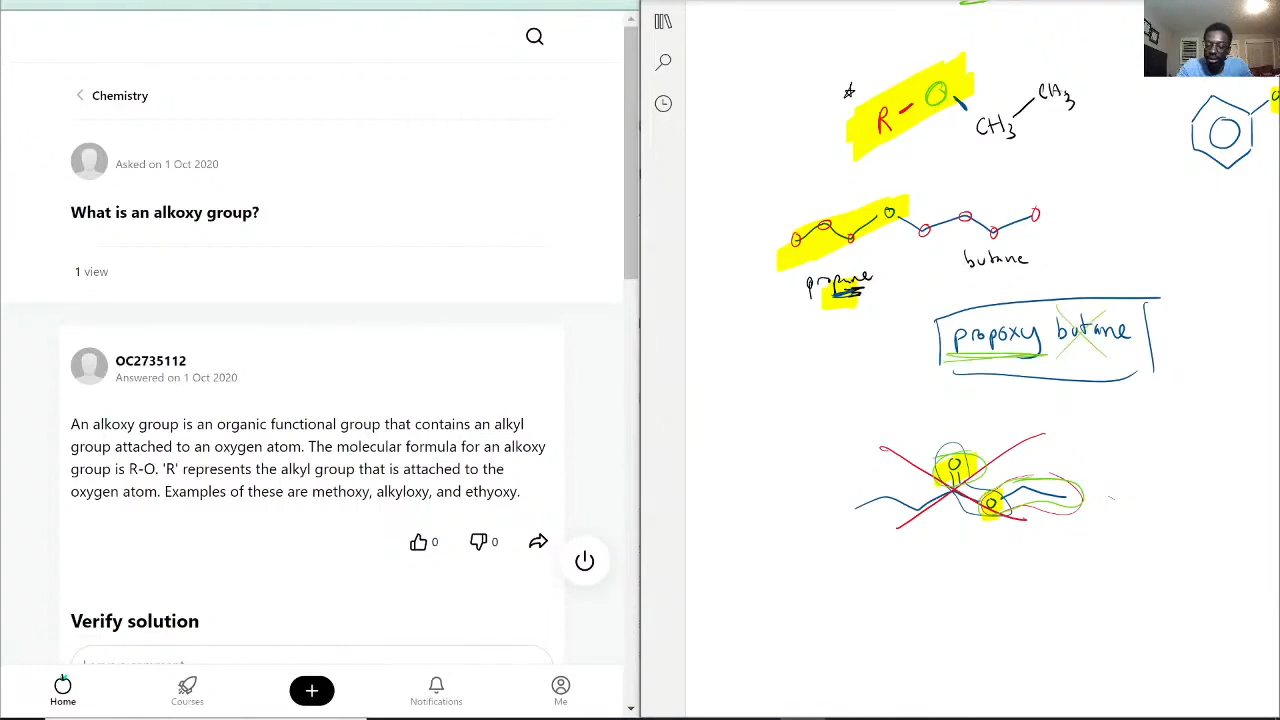 Chemistry
Asked on 1 Oct 2020
What is an alkoxy group?
1 view
OC2735112
Answered on 1 Oct 2020
An alkoxy group is an organic functional group that contains an alkyl
group attached to an oxygen atom. The molecular formula for an alkoxy
group is R-O. 'R' represents the alkyl group that is attached to the
oxygen atom. Examples of these are methoxy, alkyloxy, and ethyoxy.
0
0
Verify solution
Home
Courses
Notifications
Me
R - O
CH3
CH3
O
propane
butane
propoxy butane
O
O